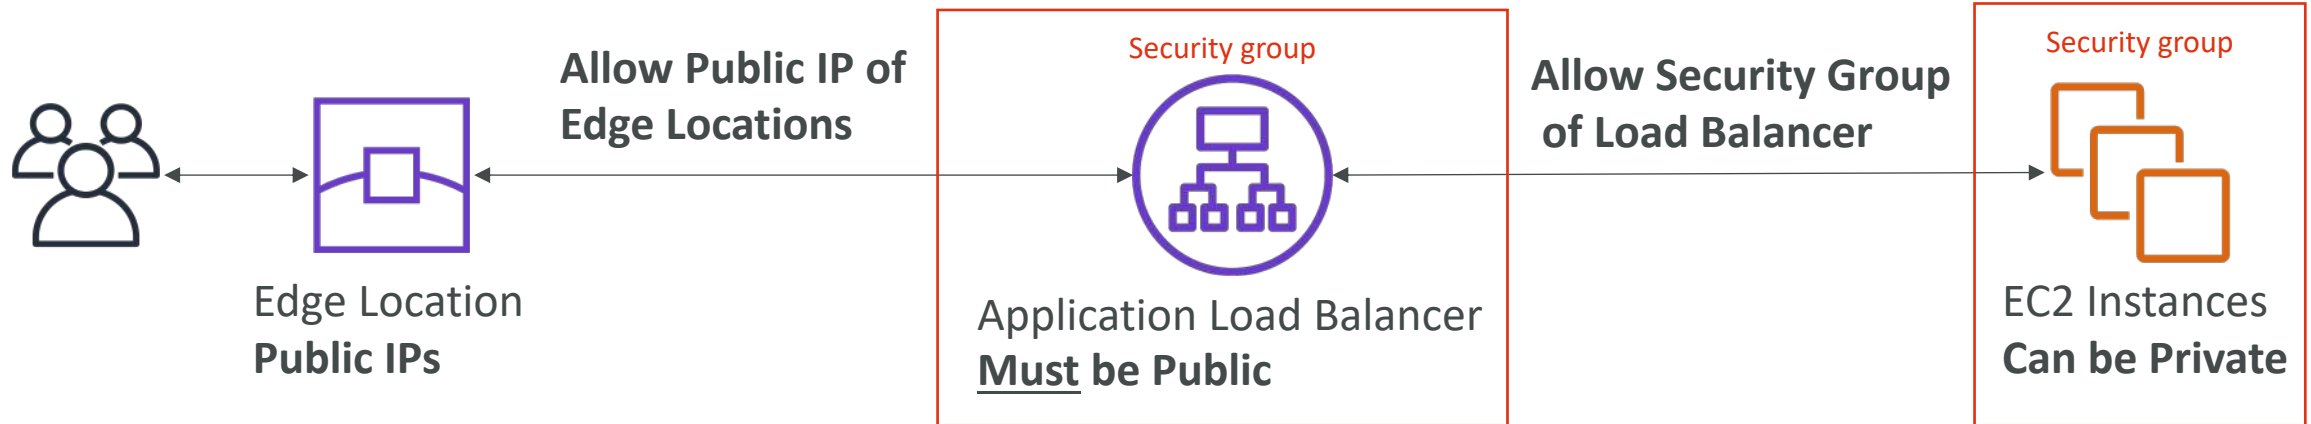 Edge Location
Public IPs
Allow Public IP of
Edge Locations
Security group
Application Load Balancer
Must be Public
Allow Security Group
of Load Balancer
Security group
EC2 Instances
Can be Private